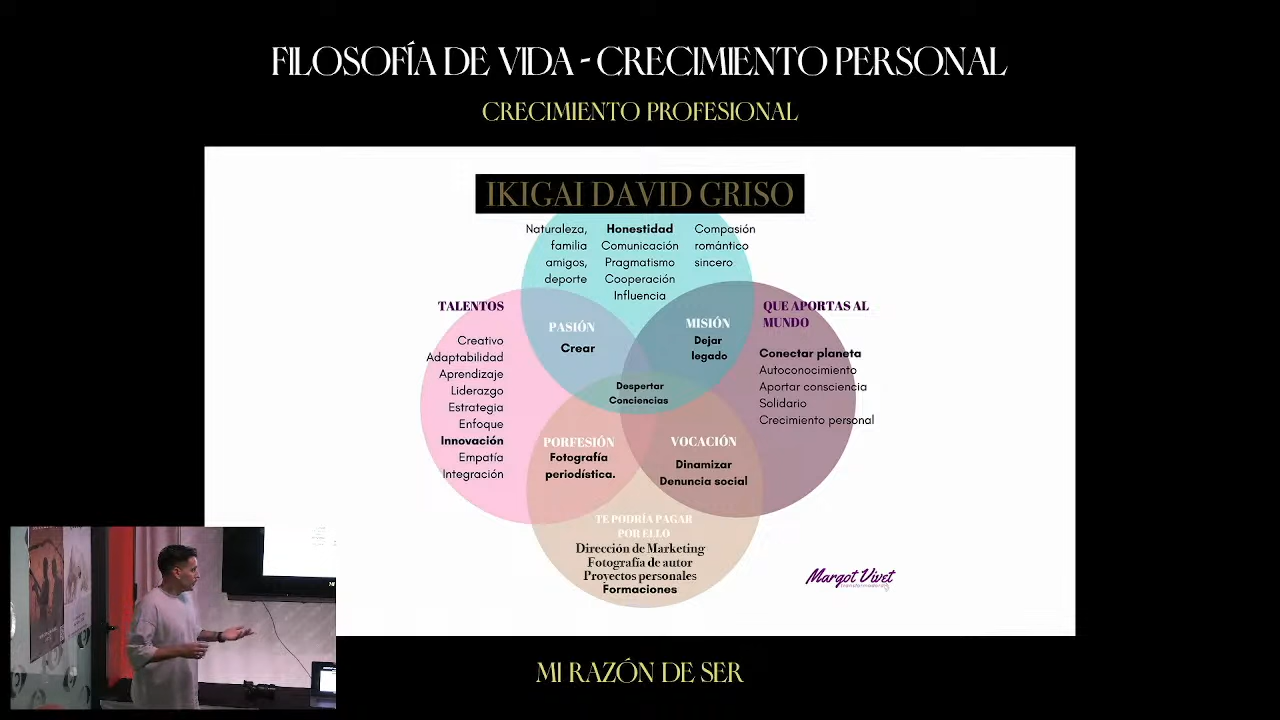 FILOSOFÍA DE VIDA - CRECIMIENTO PERSONAL
CRECIMIENTO PROFESIONAL
IKIGAI DAVID GRISO
Naturaleza,
familia
amigos,
deporte
Honestidad
Comunicación
Pragmatismo
Cooperación
Influencia
Compasión
romántico
sincero
TALENTOS
Creativo
Adaptabilidad
Aprendizaje
Liderazgo
Estrategia
Enfoque
Innovación
Empatía
Integración
PASIÓN
Crear
MISIÓN
Dejar
legado
QUE APORTAS AL
MUNDO
Conectar planeta
Autoconocimiento
Aportar consciencia
Solidario
Crecimiento personal
Despertar
Conciencias
PORFESIÓN
Fotografía
periodística.
VOCACIÓN
Dinamizar
Denuncia social
TE PODRÍA PAGAR
POR ELLO
Dirección de Marketing
Fotografía de autor
Proyectos personales
Formaciones
Margot Vivet
MI RAZÓN DE SER